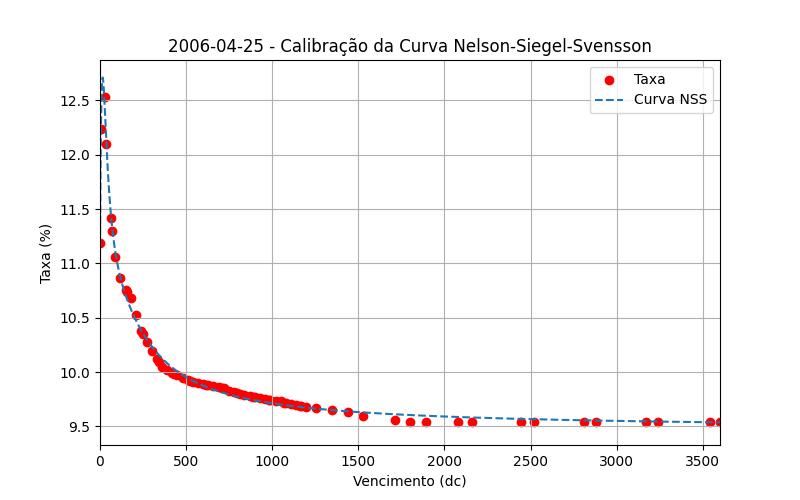 2006-04-25 - Calibração da Curva Nelson-Siegel-Svensson
Taxa
Curva NSS
12.5
12.0
11.5
11.0
10.5
10.0
9.5
Taxa (%)
0 500 1000 1500 2000 2500 3000 3500
Vencimento (dc)